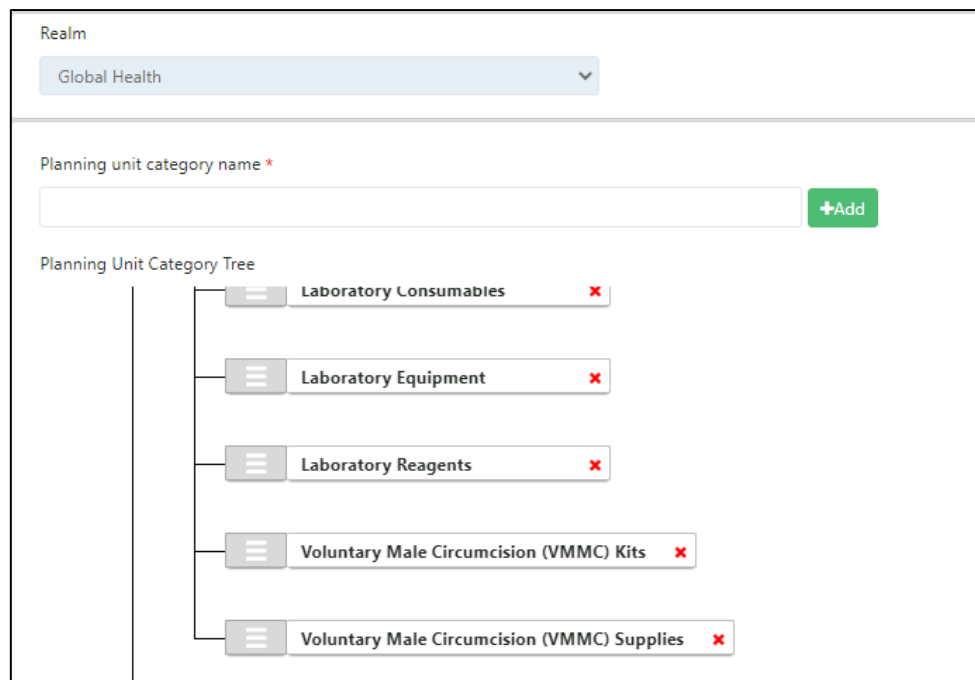 Realm
Global Health
Planning unit category name *
+Add
Planning Unit Category Tree
Laboratory Consumables
Laboratory Equipment
Laboratory Reagents
Voluntary Male Circumcision (VMMC) Kits
Voluntary Male Circumcision (VMMC) Supplies